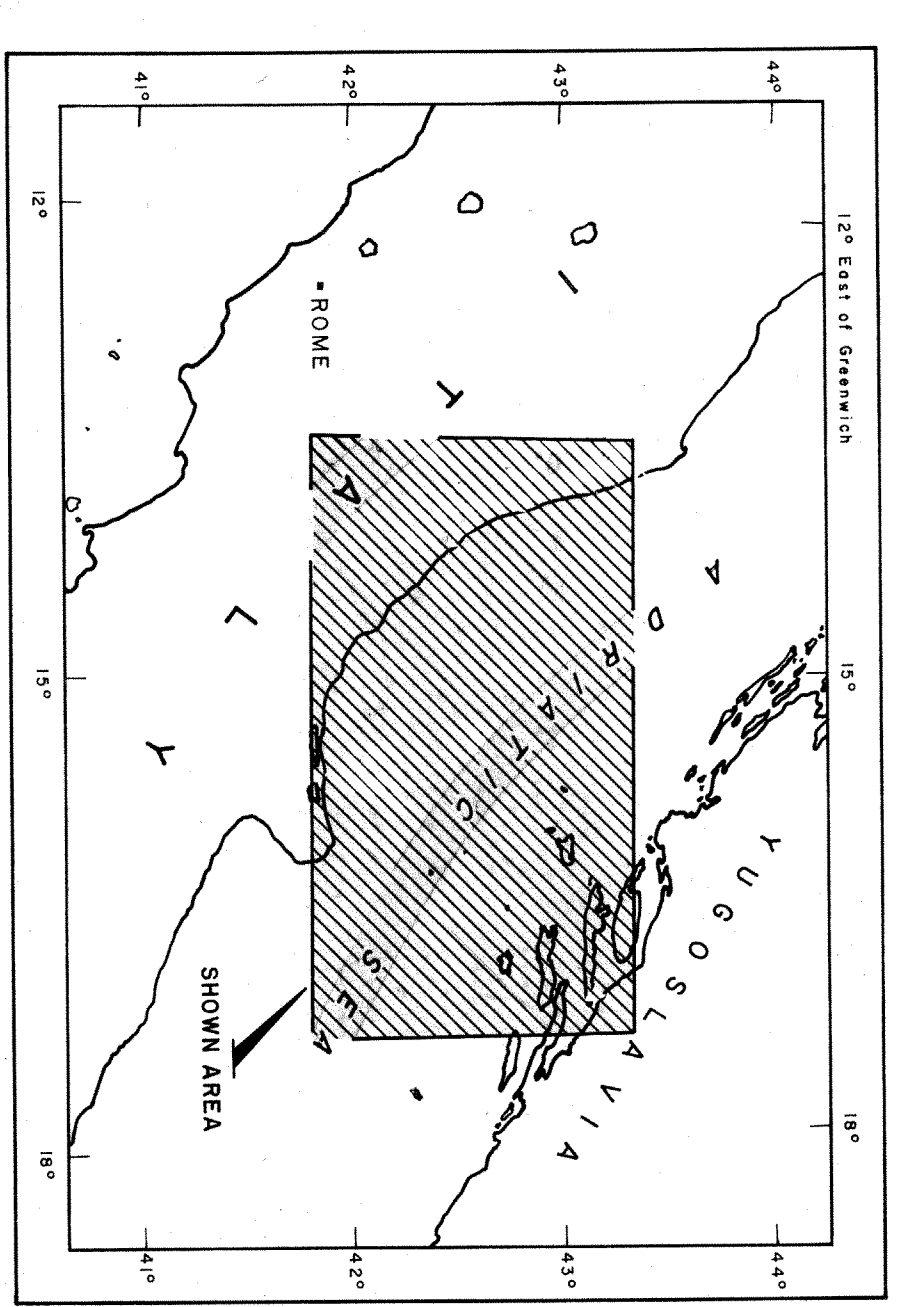 12° East of Greenwich
15°
18°
44°
44°
43°
43°
42°
42°
41°
41°
12°
15°
18°
ITALY
ROME
ADRIATIC SEA
YUGOSLAVIA
SHOWN AREA